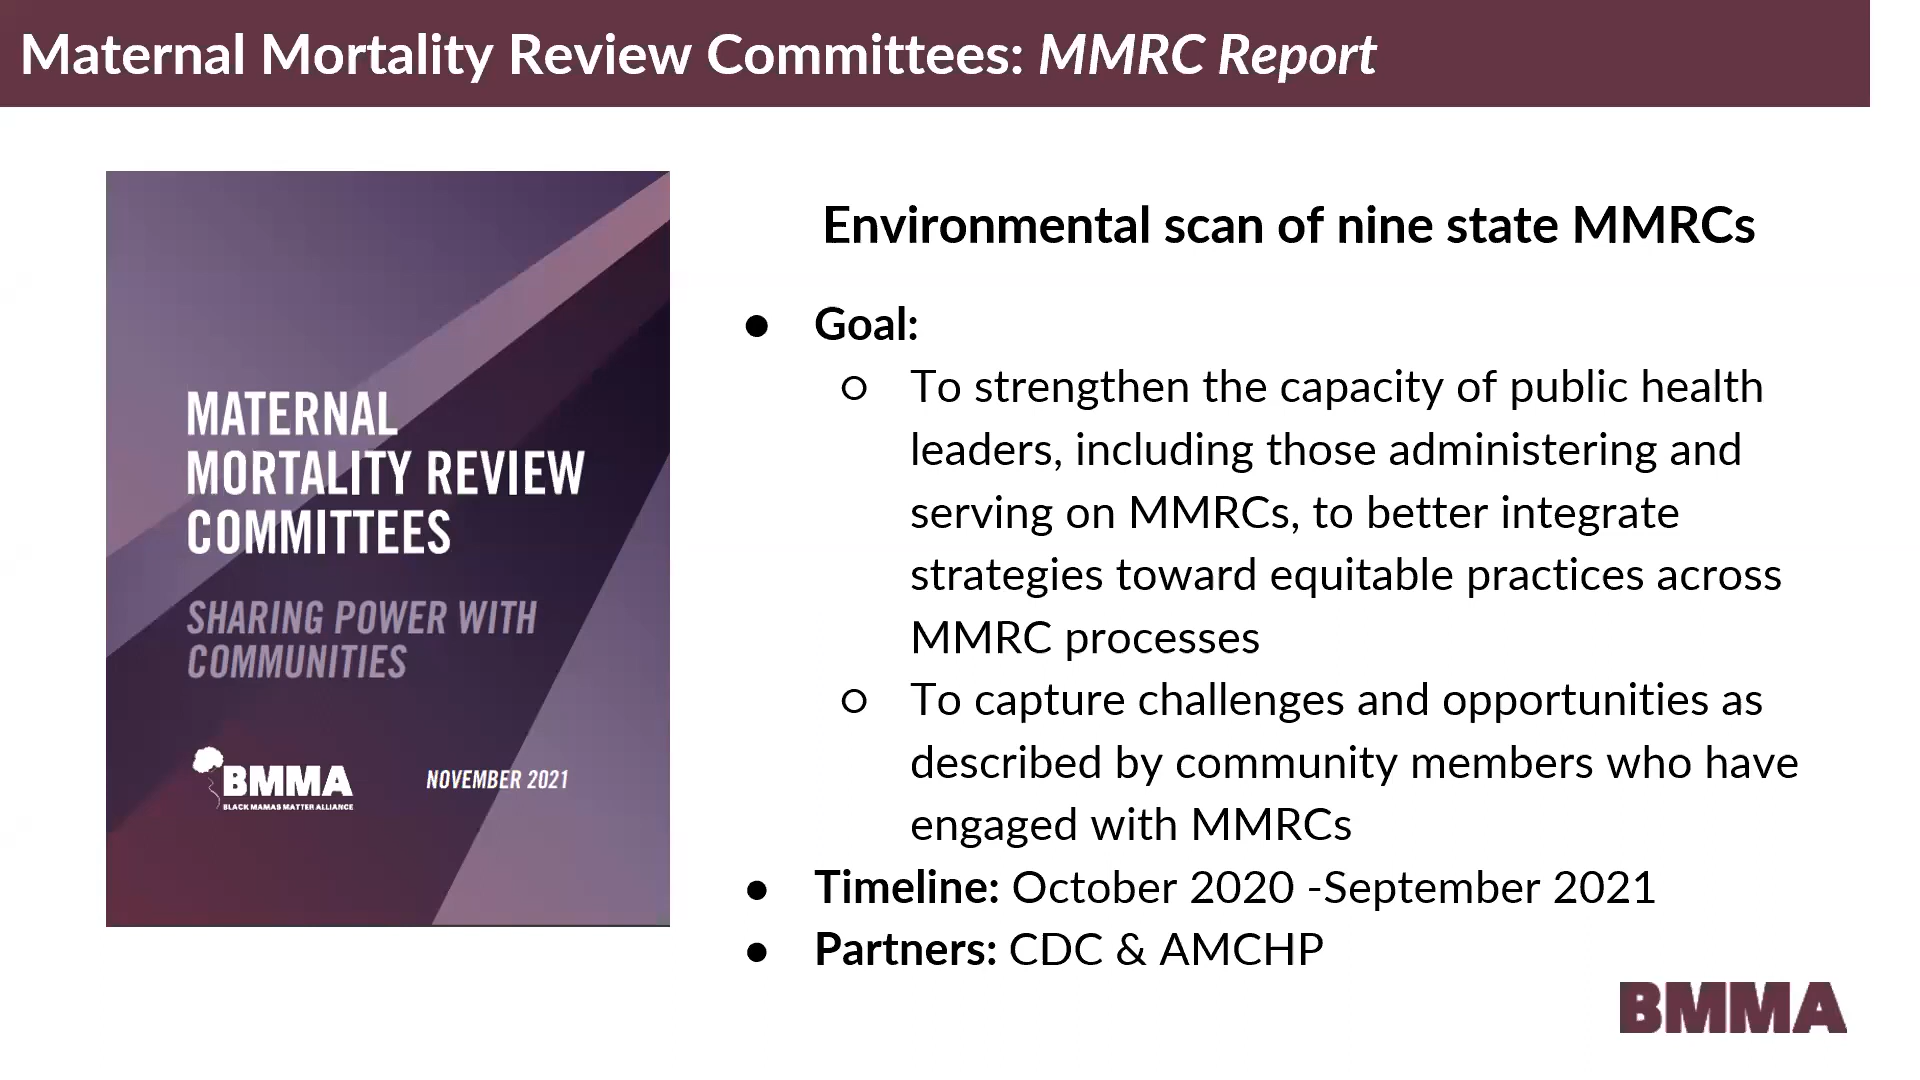 Maternal Mortality Review Committees: MMRC Report
MATERNAL
MORTALITY REVIEW
COMMITTEES
SHARING POWER WITH
COMMUNITIES
BMMA
BLACK MAMAS MATTER ALLIANCE
NOVEMBER 2021
Environmental scan of nine state MMRCs
● Goal:
○ To strengthen the capacity of public health
leaders, including those administering and
serving on MMRCs, to better integrate
strategies toward equitable practices across
MMRC processes
○ To capture challenges and opportunities as
described by community members who have
engaged with MMRCs
● Timeline: October 2020 -September 2021
● Partners: CDC & AMCHP
BMMA